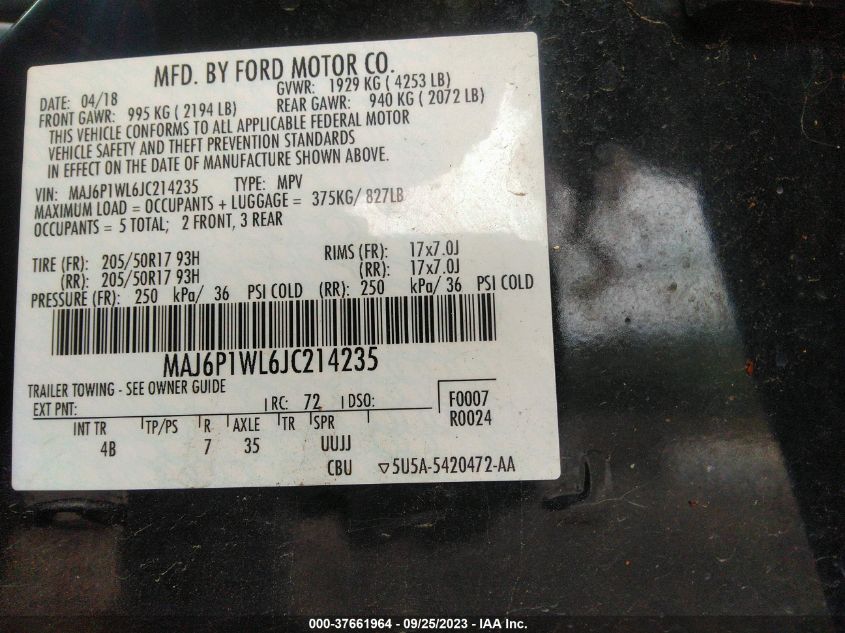 MFD. BY FORD MOTOR CO.
DATE: 04/18 GVWR: 1929 KG ( 4253 LB)
FRONT GAWR: 995 KG ( 2194 LB) REAR GAWR: 940 KG ( 2072 LB)
THIS VEHICLE CONFORMS TO ALL APPLICABLE FEDERAL MOTOR
VEHICLE SAFETY AND THEFT PREVENTION STANDARDS
IN EFFECT ON THE DATE OF MANUFACTURE SHOWN ABOVE.
VIN: MAJ6P1WL6JC214235 TYPE: MPV
MAXIMUM LOAD = OCCUPANTS + LUGGAGE = 375KG/ 827LB
OCCUPANTS = 5 TOTAL; 2 FRONT, 3 REAR
TIRE (FR): 205/50R17 93H RIMS (FR): 17x7.0J
(RR): 205/50R17 93H (RR): 17x7.0J
PRESSURE (FR): 250 kPa/ 36 PSI COLD (RR): 250 kPa/ 36 PSI COLD
MAJ6P1WL6JC214235
TRAILER TOWING - SEE OWNER GUIDE
EXT PNT: RC: 72 DSO: F0007
R0024
INT TR TP/PS R AXLE TR SPR
4B 7 35 UUJJ
CBU ▽5U5A-5420472-AA
000-37661964 - 09/25/2023 - IAA Inc.